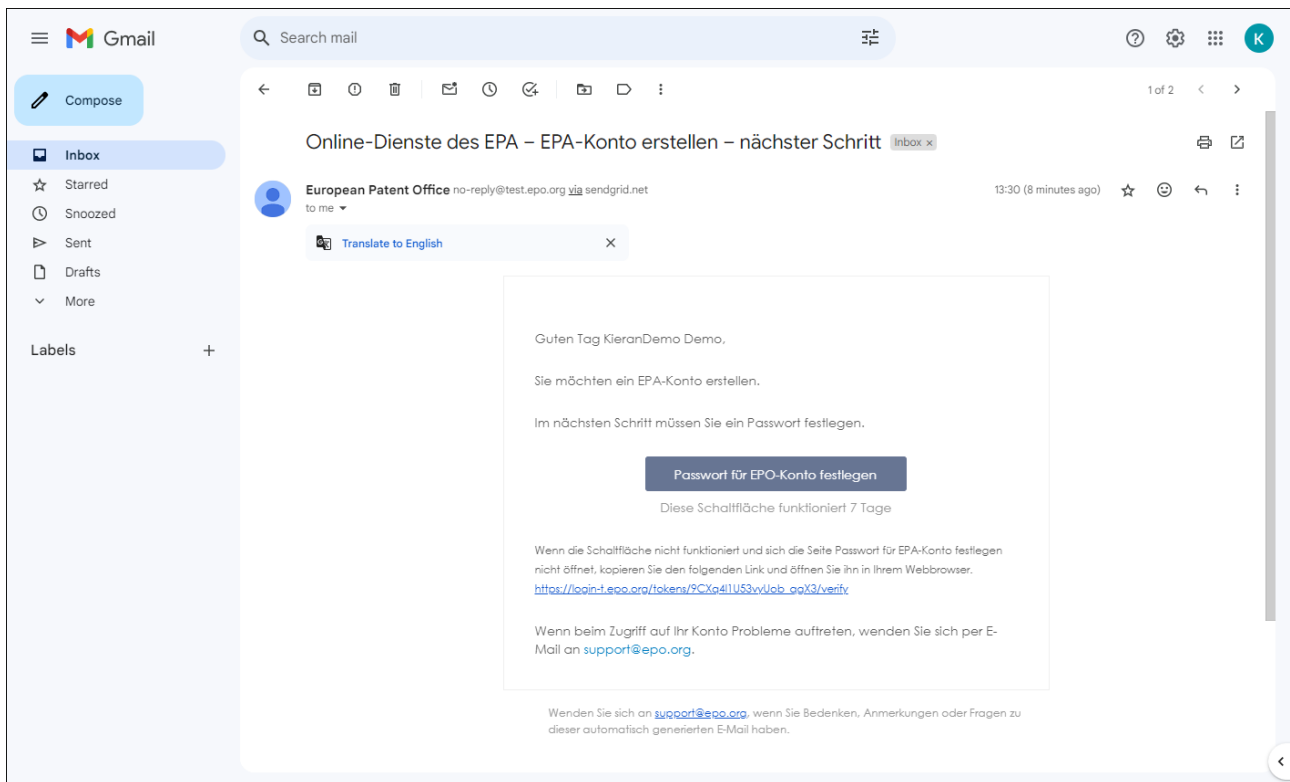 Gmail
Search mail
K
Compose
1 of 2
Online-Dienste des EPA – EPA-Konto erstellen – nächster Schritt Inbox x
Inbox
Starred
European Patent Office no-reply@test.epo.org via sendgrid.net
13:30 (8 minutes ago)
to me
Snoozed
Sent
Translate to English
Drafts
More
Labels
Guten Tag KieranDemo Demo,
Sie möchten ein EPA-Konto erstellen.
Im nächsten Schritt müssen Sie ein Passwort festlegen.
Passwort für EPO-Konto festlegen
Diese Schaltfläche funktioniert 7 Tage
Wenn die Schaltfläche nicht funktioniert und sich die Seite Passwort für EPA-Konto festlegen
nicht öffnet, kopieren Sie den folgenden Link und öffnen Sie ihn in Ihrem Webbrowser.
https://login-t.epo.org/tokens/9CXq4l1U53vyUob_qgX3/verify
Wenn beim Zugriff auf Ihr Konto Probleme auftreten, wenden Sie sich per E-
Mail an support@epo.org.
Wenden Sie sich an support@epo.org, wenn Sie Bedenken, Anmerkungen oder Fragen zu
dieser automatisch generierten E-Mail haben.